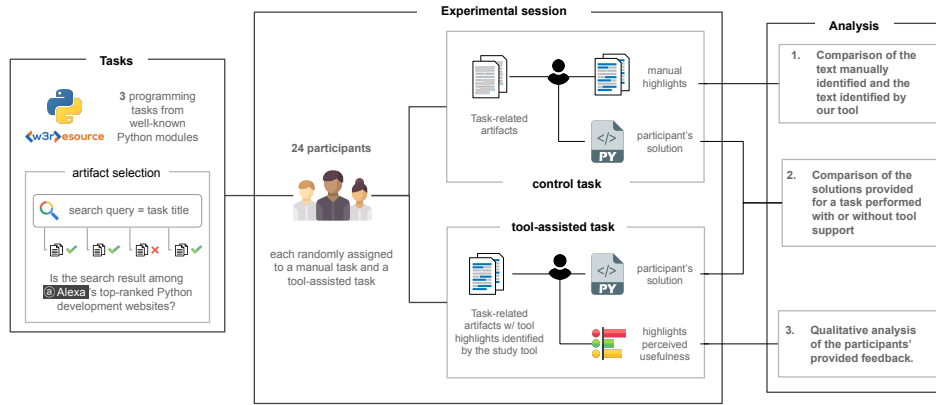 Tasks
3 programming
tasks from
well-known
Python modules
<w3r>esource
artifact selection
search query = task title
Is the search result among
a Alexa's top-ranked Python
development websites?
Experimental session
24 participants
each randomly assigned
to a manual task and a
tool-assisted task
Task-related
artifacts
manual
highlights
</>
PY
participant's
solution
control task
tool-assisted task
Task-related
artifacts w/ tool
highlights identified
by the study tool
</>
PY
participant's
solution
highlights
perceived
usefulness
Analysis
1. Comparison of the
text manually
identified and the
text identified by
our tool
2. Comparison of the
solutions provided
for a task performed
with or without tool
support
3. Qualitative analysis
of the participants'
provided feedback.